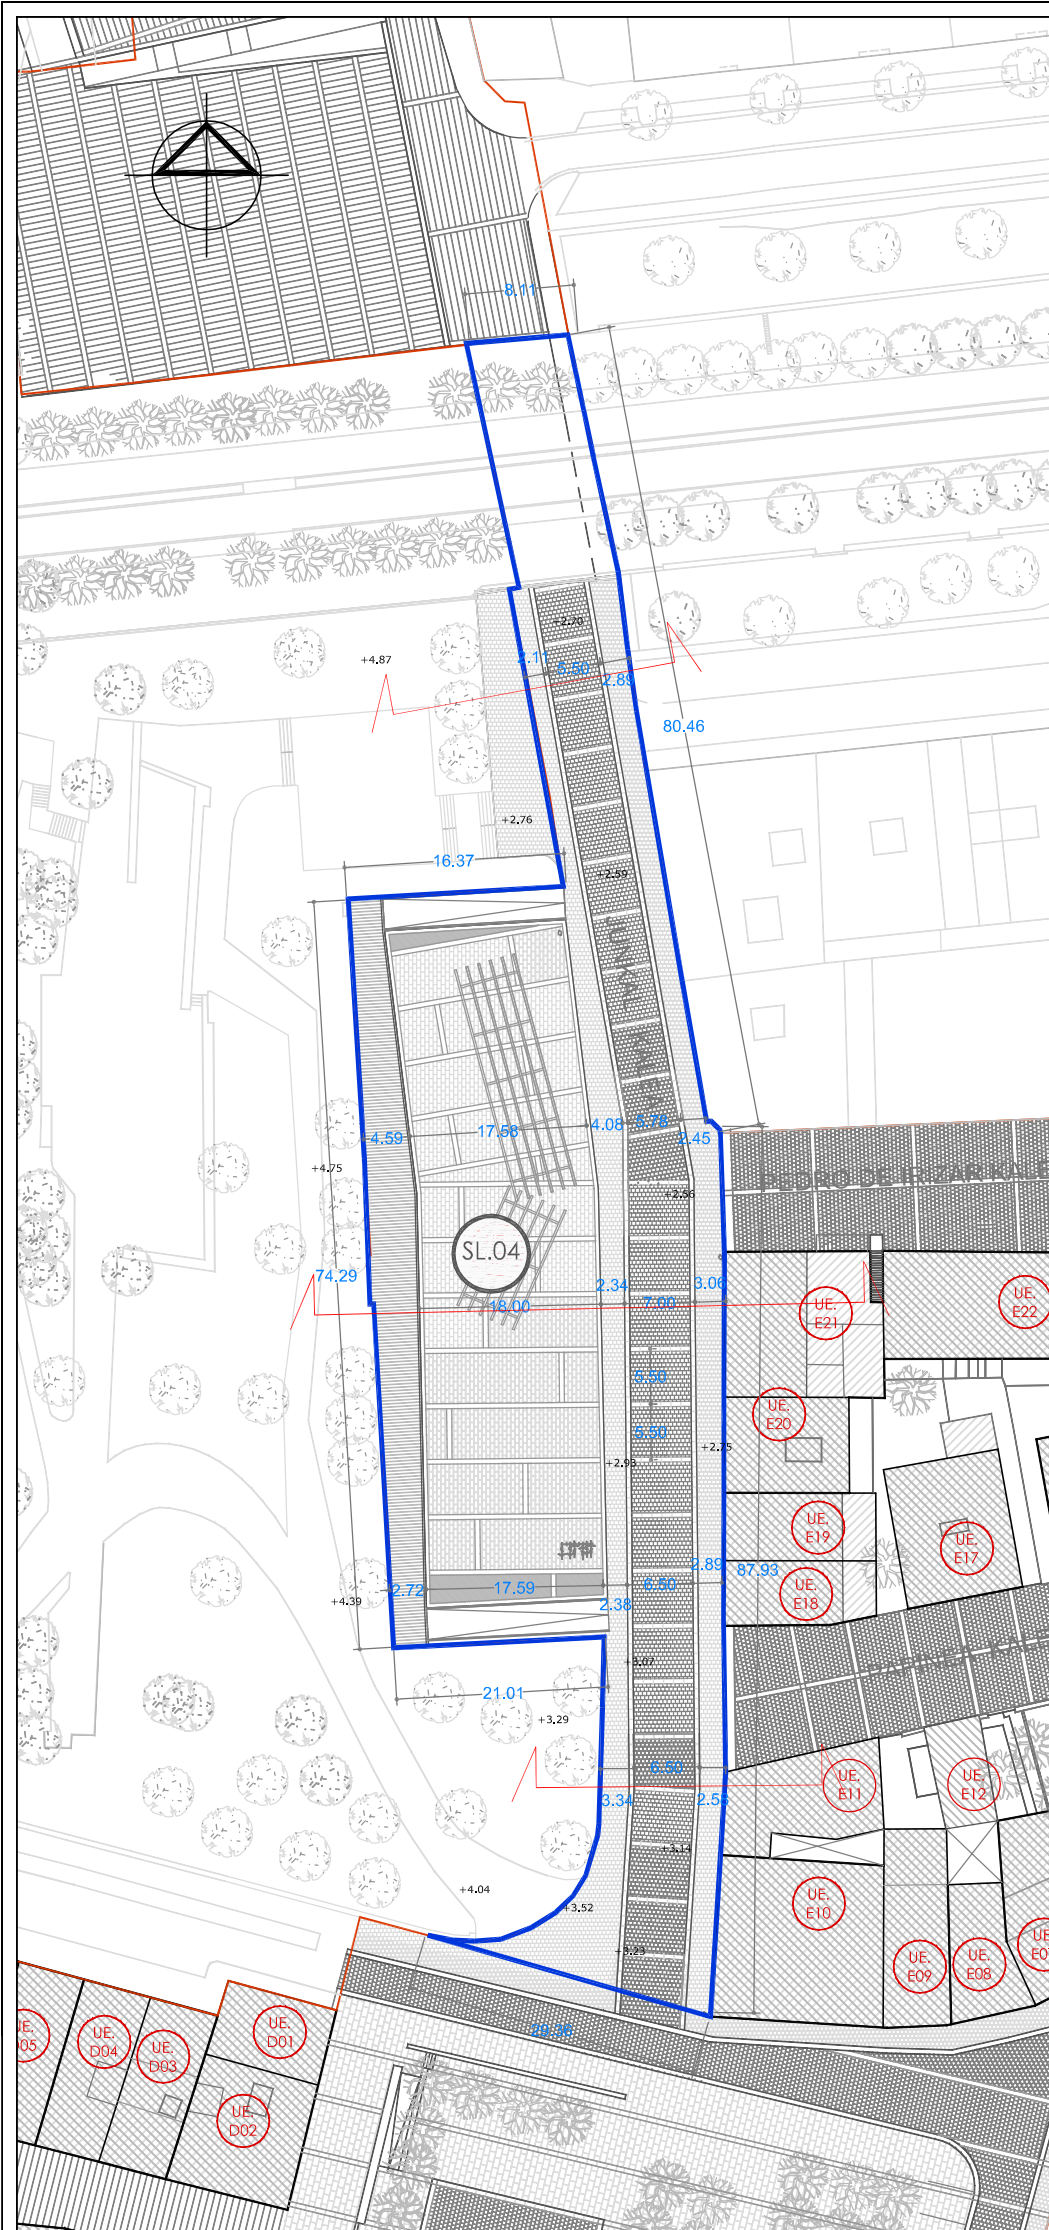 8.11
+2.70
+4.87
2.11
5.50
2.89
80.46
+2.76
16.37
+2.59
JUNKAL KALEA
4.59
17.58
4.08
5.78
2.45
+4.75
PEDRO DE IRIZAR KALE
+2.56
SL.04
74.29
2.34
3.06
18.00
7.00
UE.
E21
UE.
E22
5.50
UE.
E20
5.50
+2.75
+2.93
UE.
E19
UE.
E17
2.89
87.93
2.72
17.59
6.50
UE.
E18
+4.39
2.38
+3.07
21.01
+3.29
6.50
UE.
E11
UE.
E12
3.34
2.58
+3.14
+4.04
+3.52
UE.
E10
+3.23
UE.
E09
UE.
E08
UE.
D04
UE.
D03
UE.
D01
29.36
UE.
D02